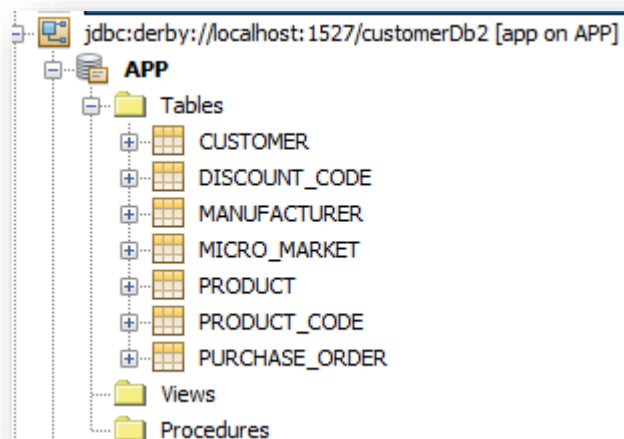 jdbc:derby://localhost:1527/customerDb2 [app on APP]
APP
Tables
CUSTOMER
DISCOUNT_CODE
MANUFACTURER
MICRO_MARKET
PRODUCT
PRODUCT_CODE
PURCHASE_ORDER
Views
Procedures